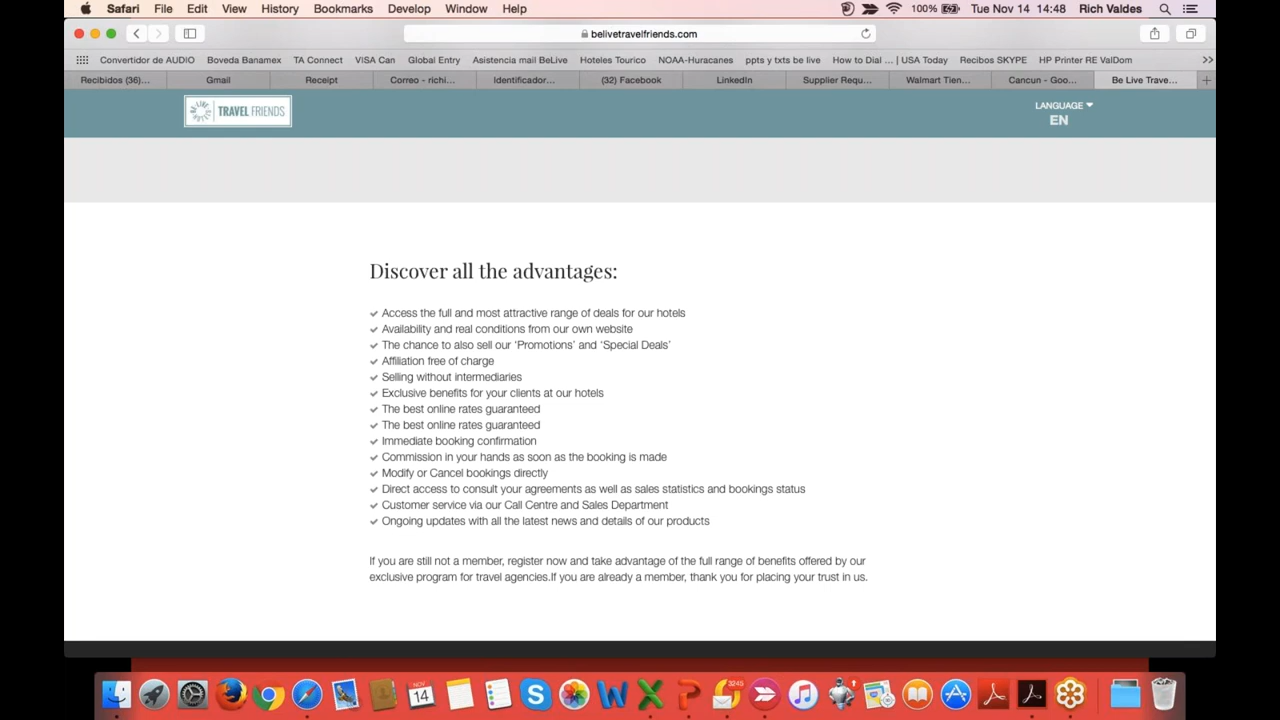 Safari File Edit View History Bookmarks Develop Window Help 100% Tue Nov 14 14:48 Rich Valdes
belivetravelfriends.com
Convertidor de AUDIO Boveda Banamex TA Connect VISA Can Global Entry Asistencia mail BeLive Hoteles Tourico NOAA-Huracanes ppts y txts be live How to Dial ... | USA Today Recibos SKYPE HP Printer RE ValDom
Recibidos (36)... Gmail Receipt Correo - richi... Identificador... (32) Facebook LinkedIn Supplier Requ... Walmart Tien... Cancun - Goo... Be Live Trave...
TRAVEL FRIENDS
LANGUAGE
EN
Discover all the advantages:
Access the full and most attractive range of deals for our hotels
Availability and real conditions from our own website
The chance to also sell our ‘Promotions’ and ‘Special Deals’
Affiliation free of charge
Selling without intermediaries
Exclusive benefits for your clients at our hotels
The best online rates guaranteed
The best online rates guaranteed
Immediate booking confirmation
Commission in your hands as soon as the booking is made
Modify or Cancel bookings directly
Direct access to consult your agreements as well as sales statistics and bookings status
Customer service via our Call Centre and Sales Department
Ongoing updates with all the latest news and details of our products
If you are still not a member, register now and take advantage of the full range of benefits offered by our
exclusive program for travel agencies.If you are already a member, thank you for placing your trust in us.
NOV
14
3245